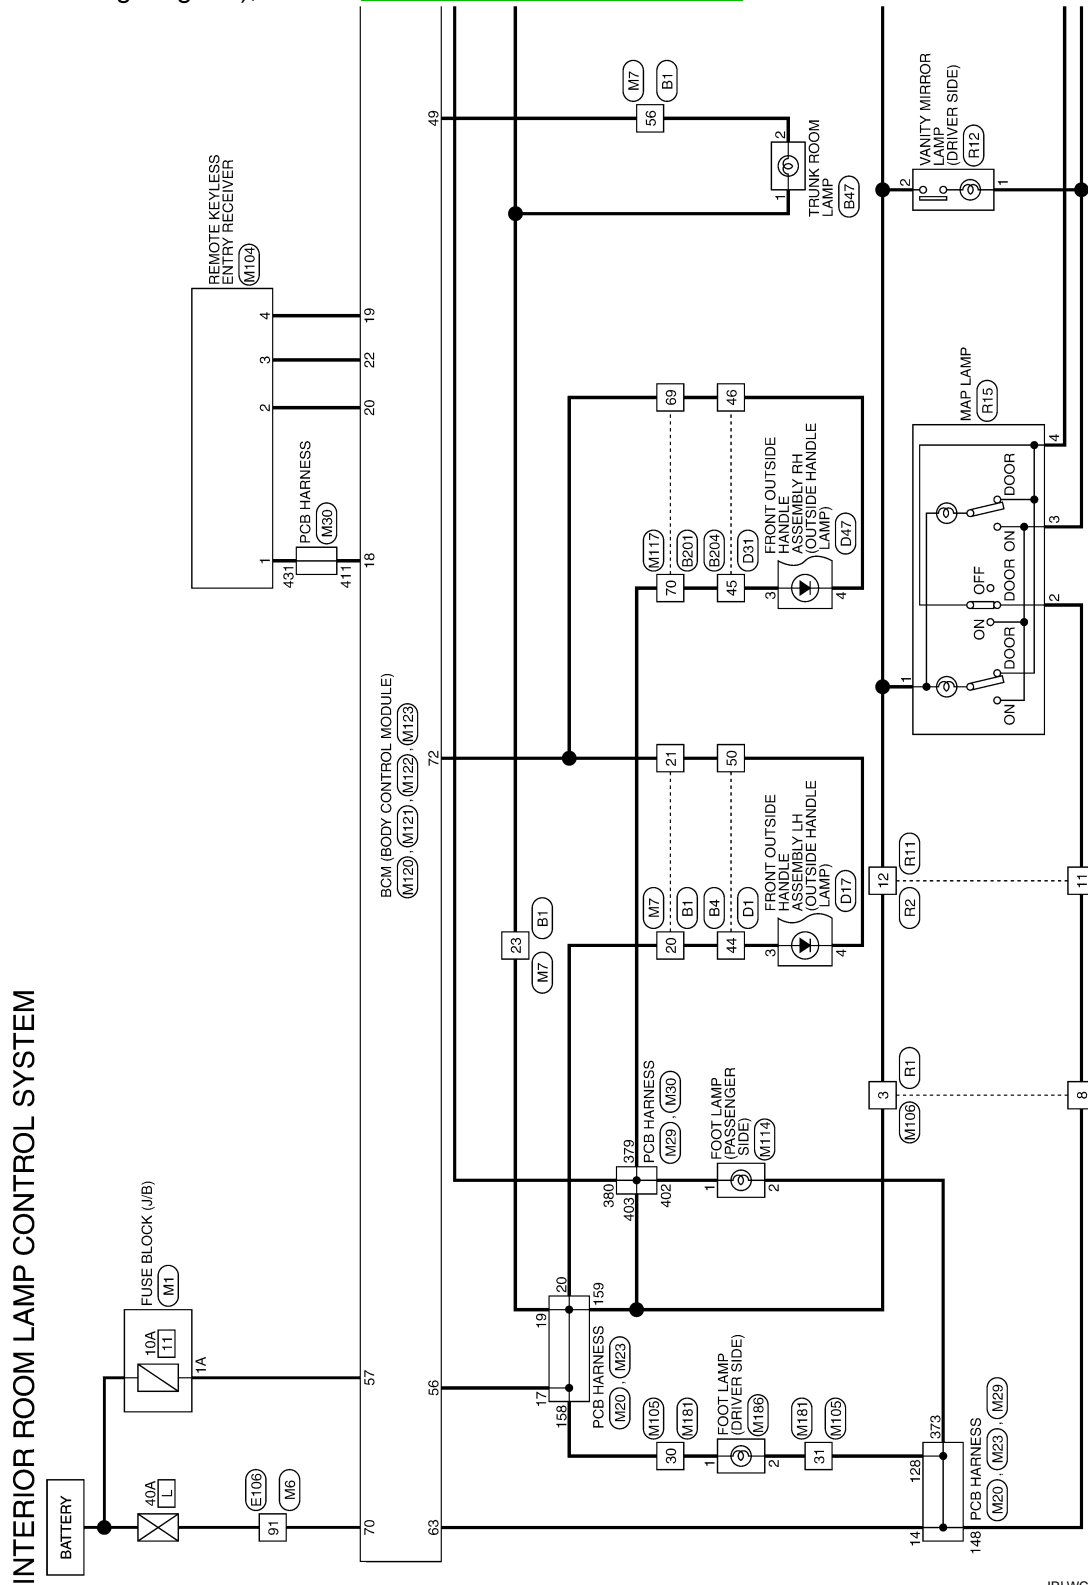 INTERIOR ROOM LAMP CONTROL SYSTEM
BATTERY
40A
L
E106
91
M6
70
FUSE BLOCK (J/B)
M1
10A
11
1A
57
BCM (BODY CONTROL MODULE)
M120 , M121 , M122 , M123
REMOTE KEYLESS
ENTRY RECEIVER
M104
1
2
3
4
431
411
PCB HARNESS
M30
18
20
22
19
63
56
72
49
17
19
20
158
159
PCB HARNESS
M20 , M23
380
379
403
402
PCB HARNESS
M29 , M30
23
M7
B1
M105
30
M181
1
FOOT LAMP
(DRIVER SIDE)
M186
2
M181
31
M105
1
FOOT LAMP
(PASSENGER
SIDE)
M114
2
14
128
373
148
PCB HARNESS
M20 , M23 , M29
M7
20
21
B1
B4
44
50
D1
3
FRONT OUTSIDE
HANDLE
ASSEMBLY LH
(OUTSIDE HANDLE
LAMP)
D17
4
M117
70
69
B201
B204
45
46
D31
3
FRONT OUTSIDE
HANDLE
ASSEMBLY RH
(OUTSIDE HANDLE
LAMP)
D47
4
M7
56
B1
2
1
TRUNK ROOM
LAMP
B47
3
M106
R1
8
12
R2
R11
11
MAP LAMP
R15
1
ON
DOOR
ON
OFF
DOOR
ON
DOOR
2
3
4
VANITY MIRROR
LAMP
(DRIVER SIDE)
R12
2
1